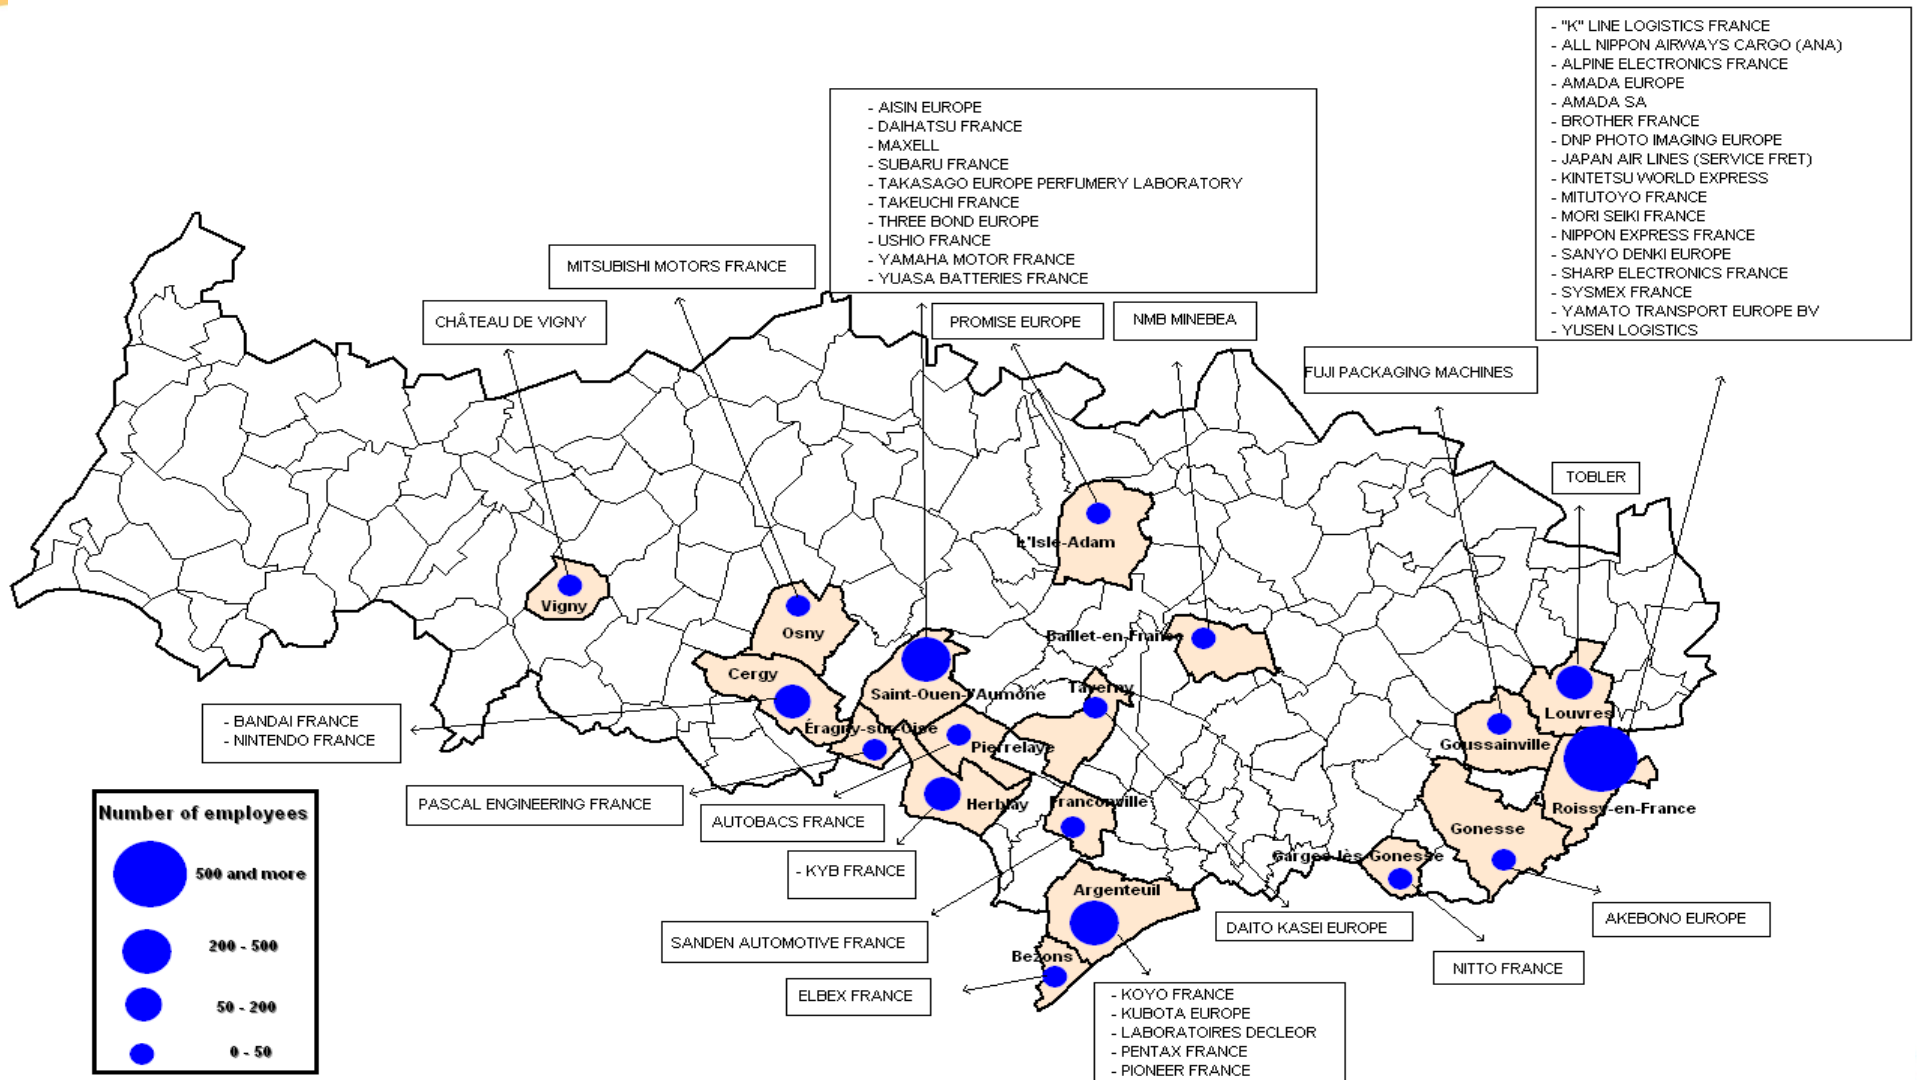 - "K" LINE LOGISTICS FRANCE
- ALL NIPPON AIRWAYS CARGO (ANA)
- ALPINE ELECTRONICS FRANCE
- AMADA EUROPE
- AMADA SA
- BROTHER FRANCE
- DNP PHOTO IMAGING EUROPE
- JAPAN AIR LINES (SERVICE FRET)
- KINTETSU WORLD EXPRESS
- MITUTOYO FRANCE
- MORI SEIKI FRANCE
- NIPPON EXPRESS FRANCE
- SANYO DENKI EUROPE
- SHARP ELECTRONICS FRANCE
- SYSMEX FRANCE
- YAMATO TRANSPORT EUROPE BV
- YUSEN LOGISTICS
- AISIN EUROPE
- DAIHATSU FRANCE
- MAXELL
- SUBARU FRANCE
- TAKASAGO EUROPE PERFUMERY LABORATORY
- TAKEUCHI FRANCE
- THREE BOND EUROPE
- USHIO FRANCE
- YAMAHA MOTOR FRANCE
- YUASA BATTERIES FRANCE
MITSUBISHI MOTORS FRANCE
CHÂTEAU DE VIGNY
PROMISE EUROPE
NMB MINEBEA
FUJI PACKAGING MACHINES
TOBLER
L'Isle-Adam
Vigny
Osny
Baillet-en-France
Cergy
Saint-Ouen-l'Aumône
Taverny
Louvres
Éragny-sur-Oise
Pierrelaye
Goussainville
- BANDAI FRANCE
- NINTENDO FRANCE
PASCAL ENGINEERING FRANCE
AUTOBACS FRANCE
Herblay
Franconville
Roissy-en-France
Gonesse
Garges-lès-Gonesse
- KYB FRANCE
Argenteuil
SANDEN AUTOMOTIVE FRANCE
DAITO KASEI EUROPE
AKEBONO EUROPE
Bezons
NITTO FRANCE
ELBEX FRANCE
- KOYO FRANCE
- KUBOTA EUROPE
- LABORATOIRES DECLEOR
- PENTAX FRANCE
- PIONEER FRANCE
Number of employees
500 and more
200 - 500
50 - 200
0 - 50